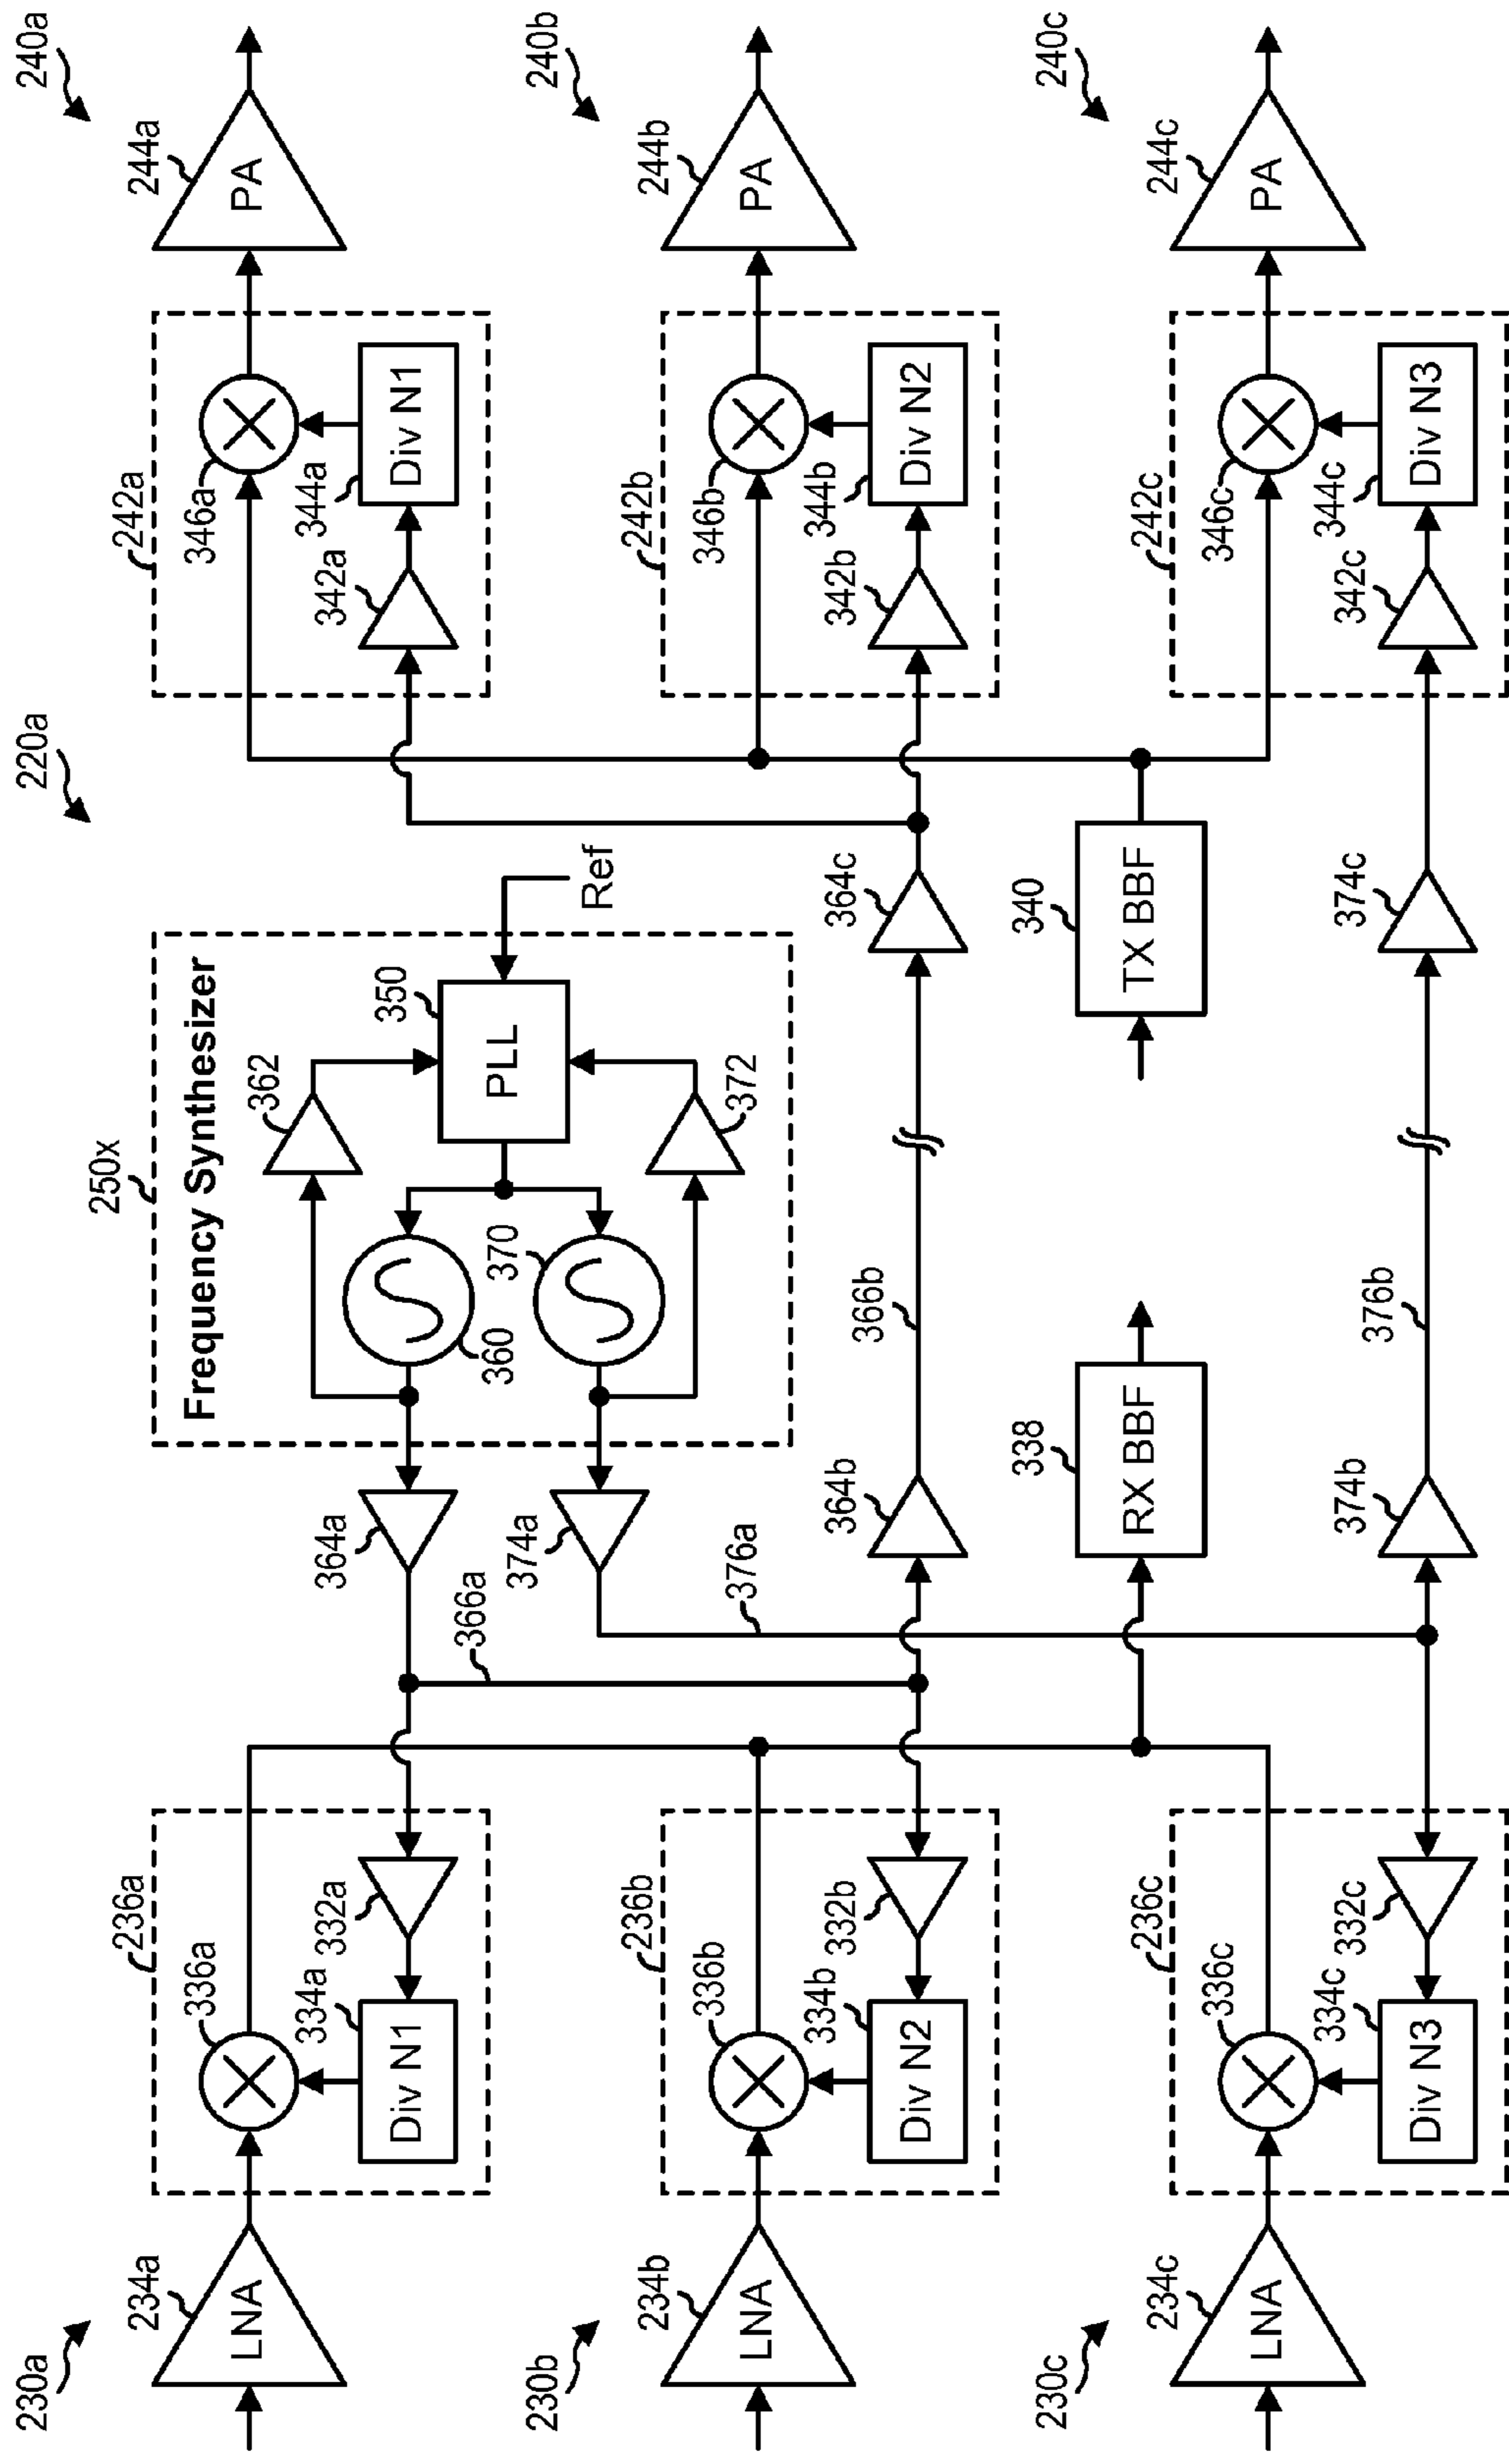 220a
230a
234a
LNA
236a
336a
334a
Div N1
332a
366a
364a
250x
Frequency Synthesizer
360
362
350
PLL
Ref
370
372
374a
376a
242a
346a
344a
Div N1
342a
244a
PA
240a
230b
234b
LNA
236b
336b
334b
Div N2
332b
364b
366b
364c
242b
346b
344b
Div N2
342b
244b
PA
240b
338
RX BBF
340
TX BBF
230c
234c
LNA
236c
336c
334c
Div N3
332c
374b
376b
374c
242c
346c
344c
Div N3
342c
244c
PA
240c